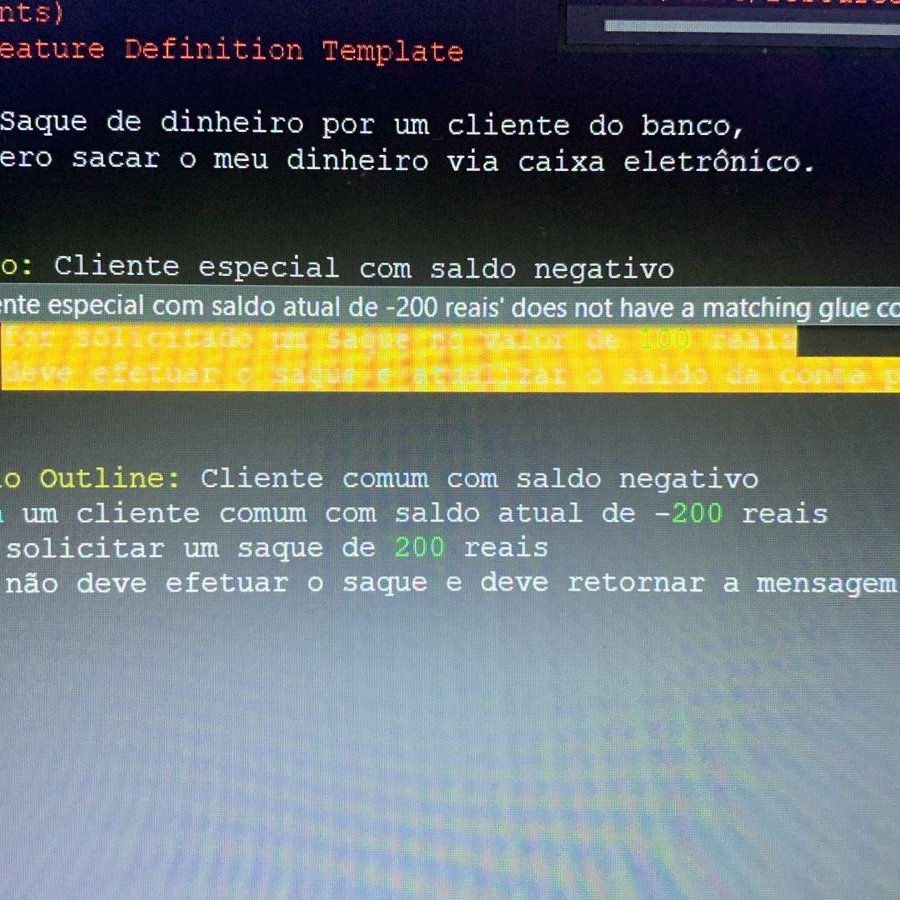 nts)
eature Definition Template
Saque de dinheiro por um cliente do banco,
ero sacar o meu dinheiro via caixa eletrônico.
o: Cliente especial com saldo negativo
ente especial com saldo atual de -200 reais' does not have a matching glue co
for solicitado um saque no valor de 100 reais
deve efetuar o saque e atualizar o saldo da conta p
o Outline: Cliente comum com saldo negativo
um cliente comum com saldo atual de -200 reais
solicitar um saque de 200 reais
não deve efetuar o saque e deve retornar a mensagem